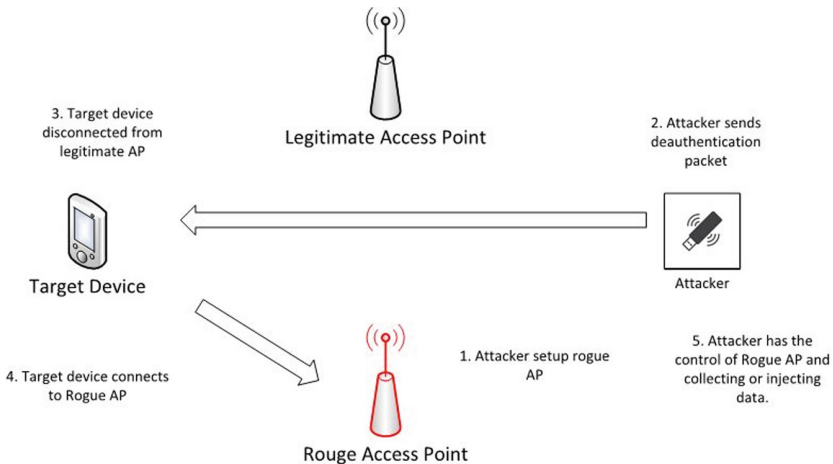 3. Target device
disconnected from
legitimate AP
Legitimate Access Point
2. Attacker sends
deauthentication
packet
Target Device
Attacker
4. Target device connects
to Rogue AP
1. Attacker setup rogue
AP
5. Attacker has the
control of Rogue AP and
collecting or injecting
data.
Rouge Access Point